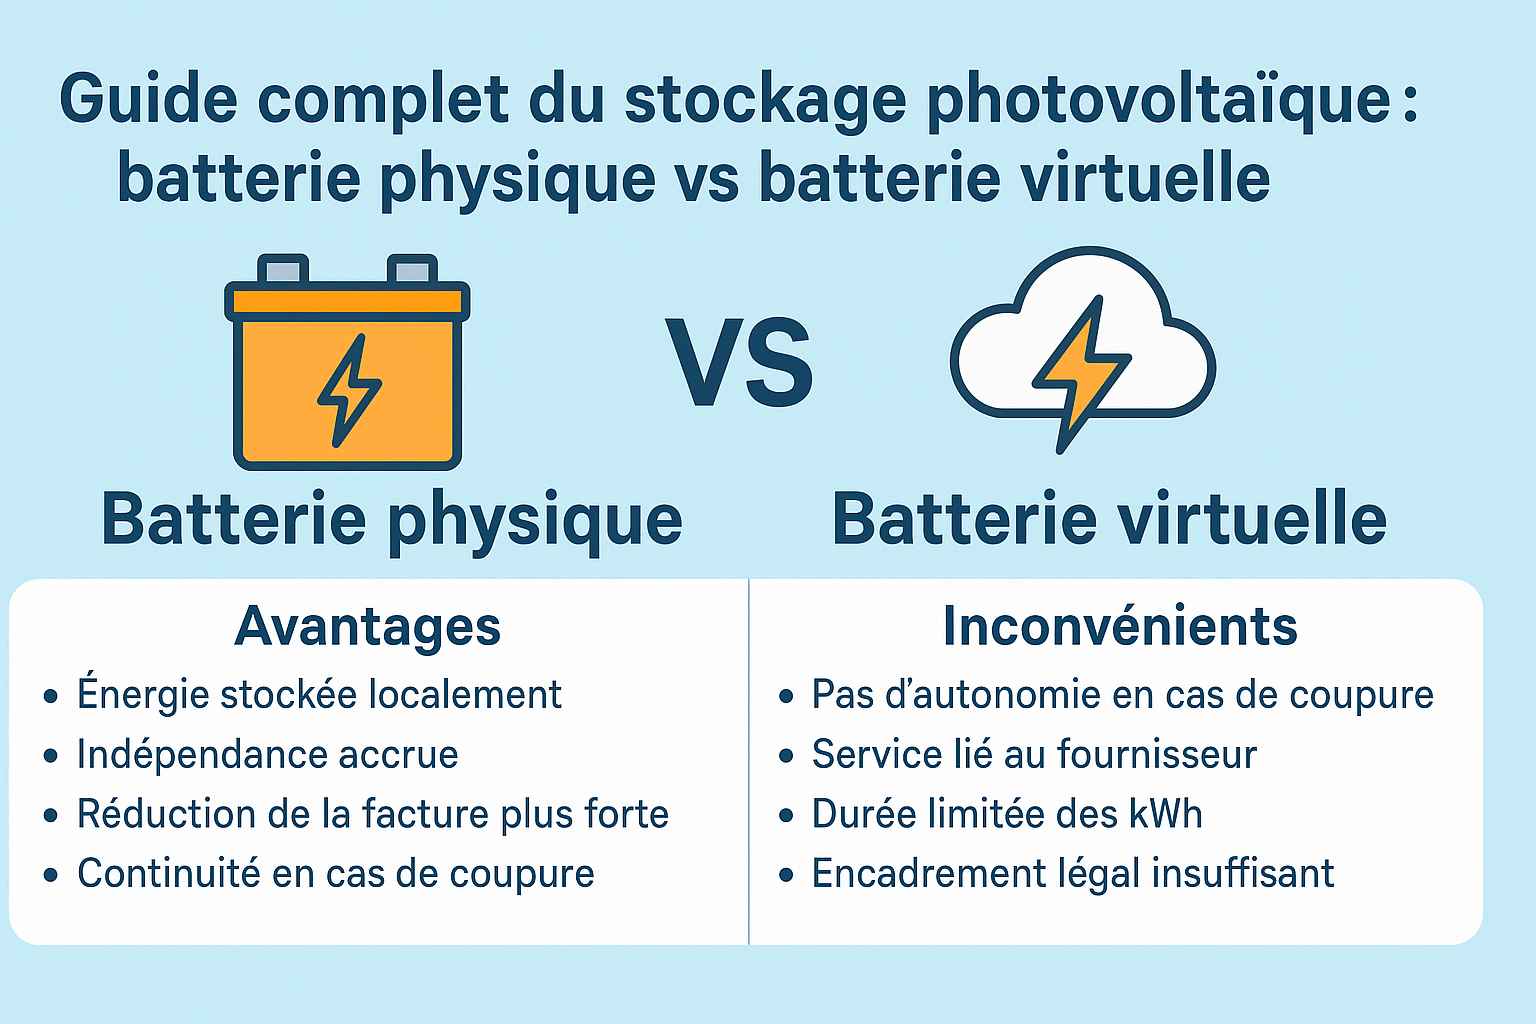 Guide complet du stockage photovoltaïque :
batterie physique vs batterie virtuelle
VS
Batterie physique
Batterie virtuelle
Avantages
• Énergie stockée localement
• Indépendance accrue
• Réduction de la facture plus forte
• Continuité en cas de coupure
Inconvénients
• Pas d’autonomie en cas de coupure
• Service lié au fournisseur
• Durée limitée des kWh
• Encadrement légal insuffisant